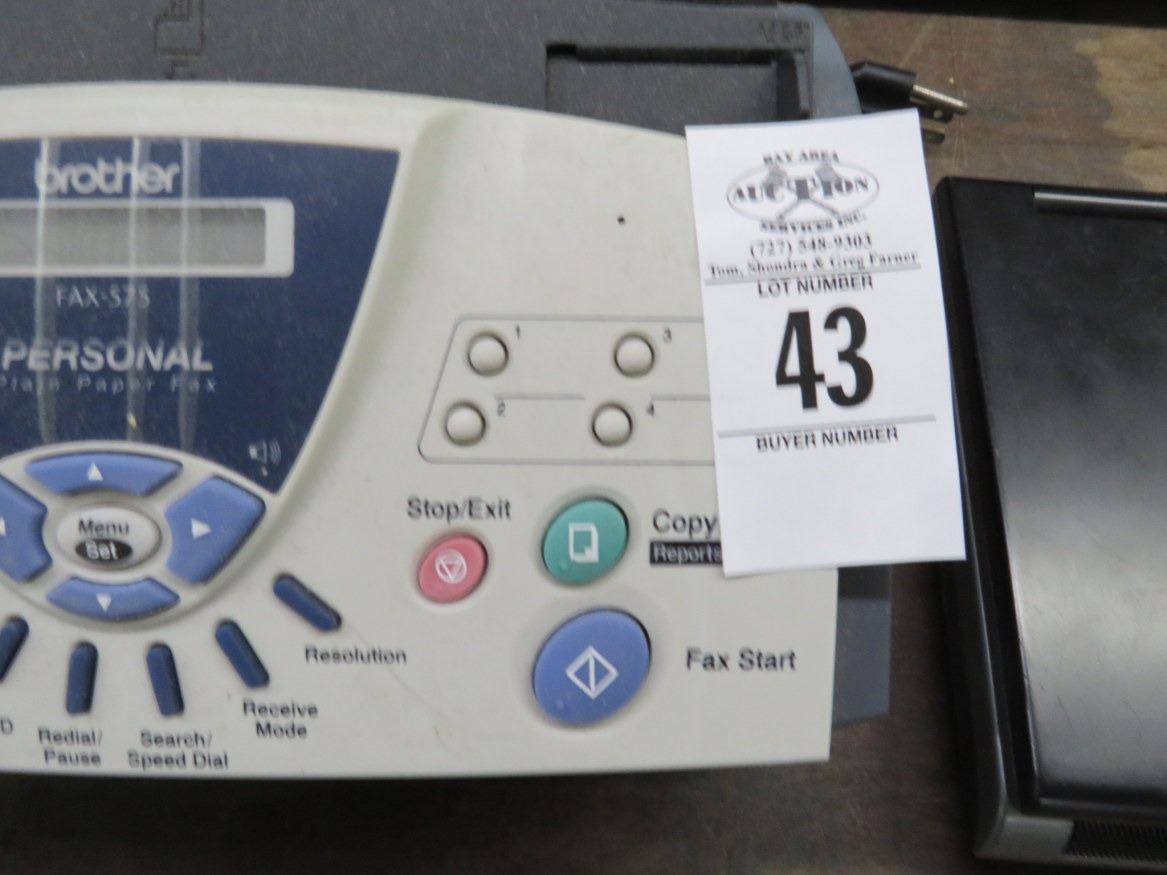 brother
FAX-575
PERSONAL
Plain Paper Fax
1
3
2
4
Menu
Set
Stop/Exit
Copy
Reports
Fax Start
Resolution
Receive
Mode
Search/
Speed Dial
Redial/
Pause
D
BAY AREA
AUCTION
SERVICES INC.
(727) 548-9303
Tom, Shondra & Greg Farner
LOT NUMBER
43
BUYER NUMBER